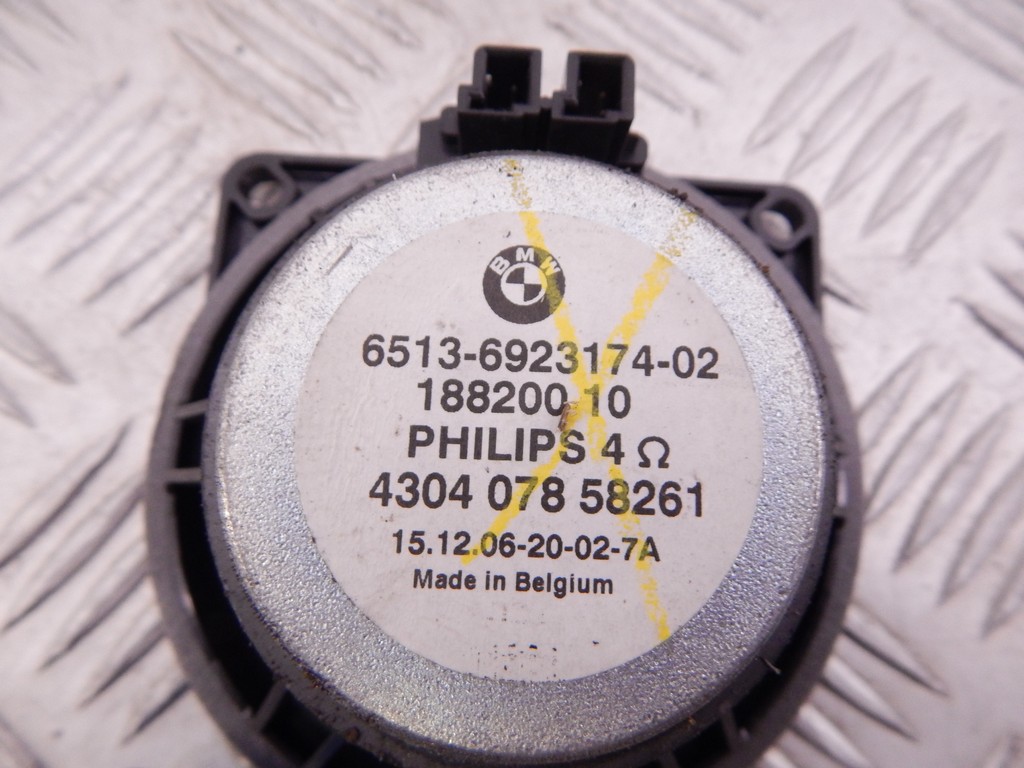 BMW
6513-6923174-02
188200 10
PHILIPS 4 Ω
4304 078 58261
15.12.06-20-02-7A
Made in Belgium